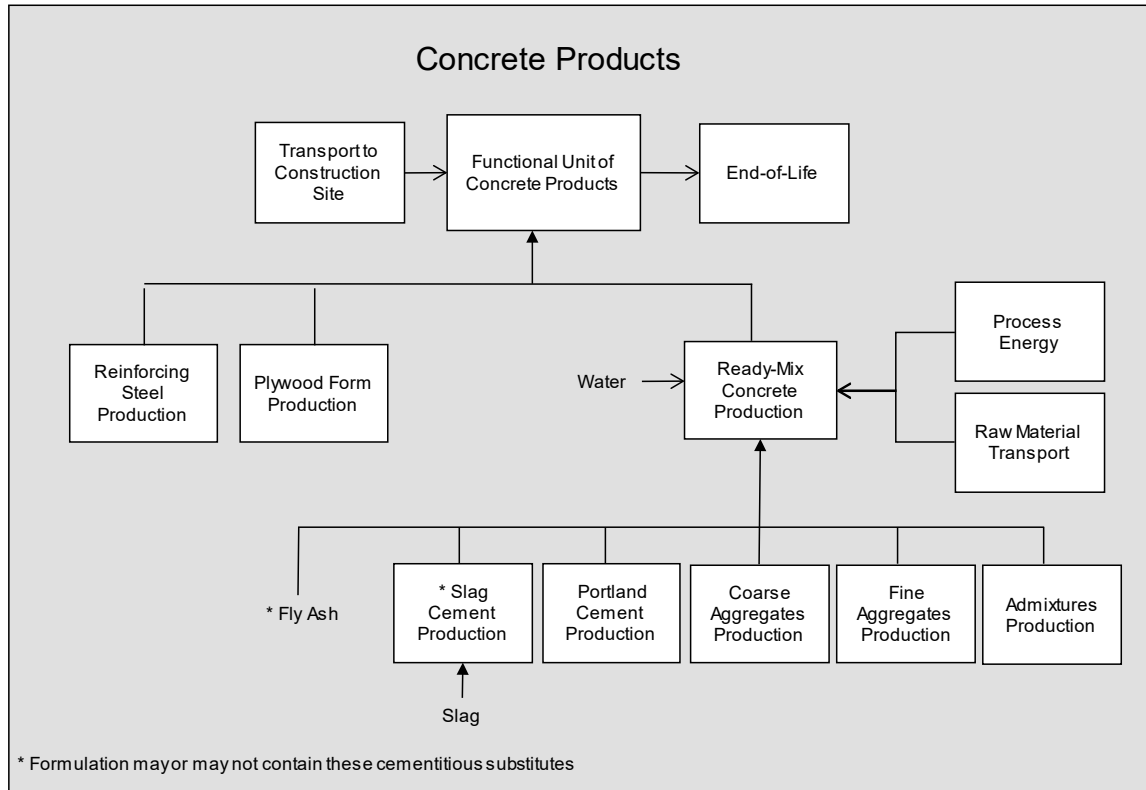 Concrete Products
Transport to
Construction
Site
Functional Unit of
Concrete Products
End-of-Life
Reinforcing
Steel
Production
Plywood Form
Production
Water
Ready-Mix
Concrete
Production
Process
Energy
Raw Material
Transport
* Fly Ash
* Slag
Cement
Production
Portland
Cement
Production
Coarse
Aggregates
Production
Fine
Aggregates
Production
Admixtures
Production
Slag
* Formulation may or may not contain these cementitious substitutes